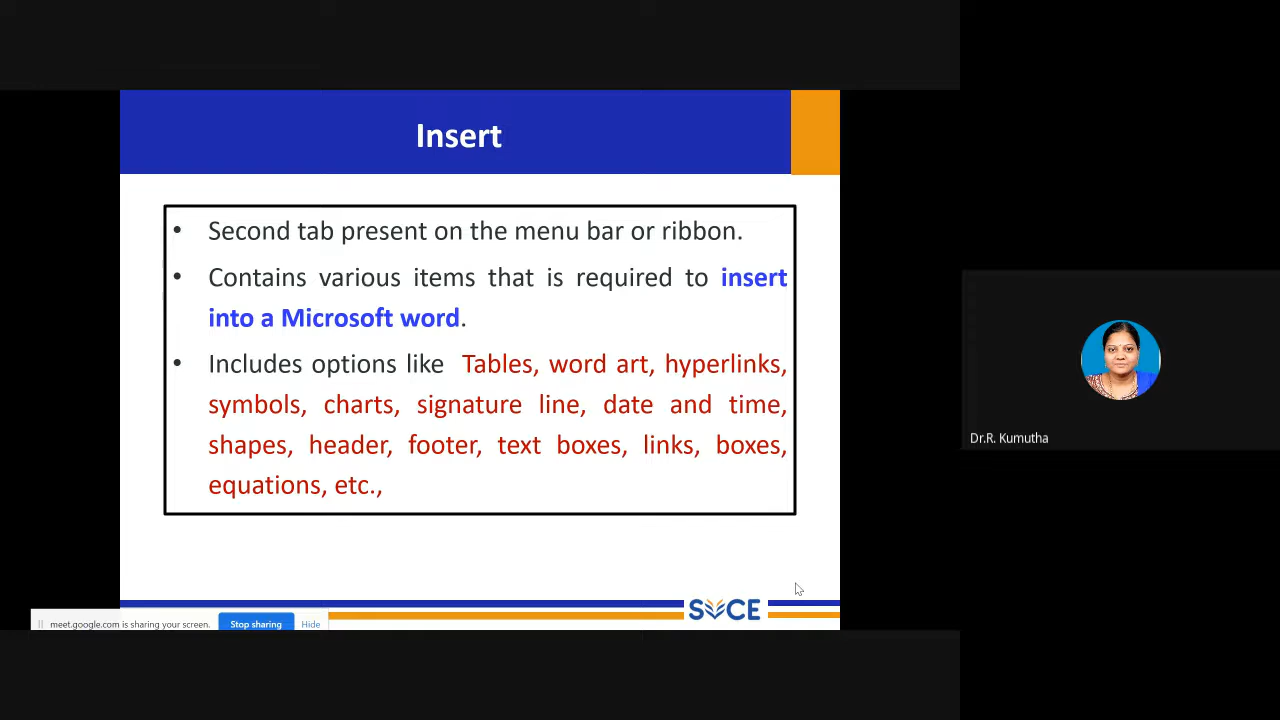 Insert
• Second tab present on the menu bar or ribbon.
• Contains various items that is required to insert
into a Microsoft word.
• Includes options like Tables, word art, hyperlinks,
symbols, charts, signature line, date and time,
shapes, header, footer, text boxes, links, boxes,
equations, etc.,
Dr.R. Kumutha
SVCE
meet.google.com is sharing your screen. Stop sharing Hide